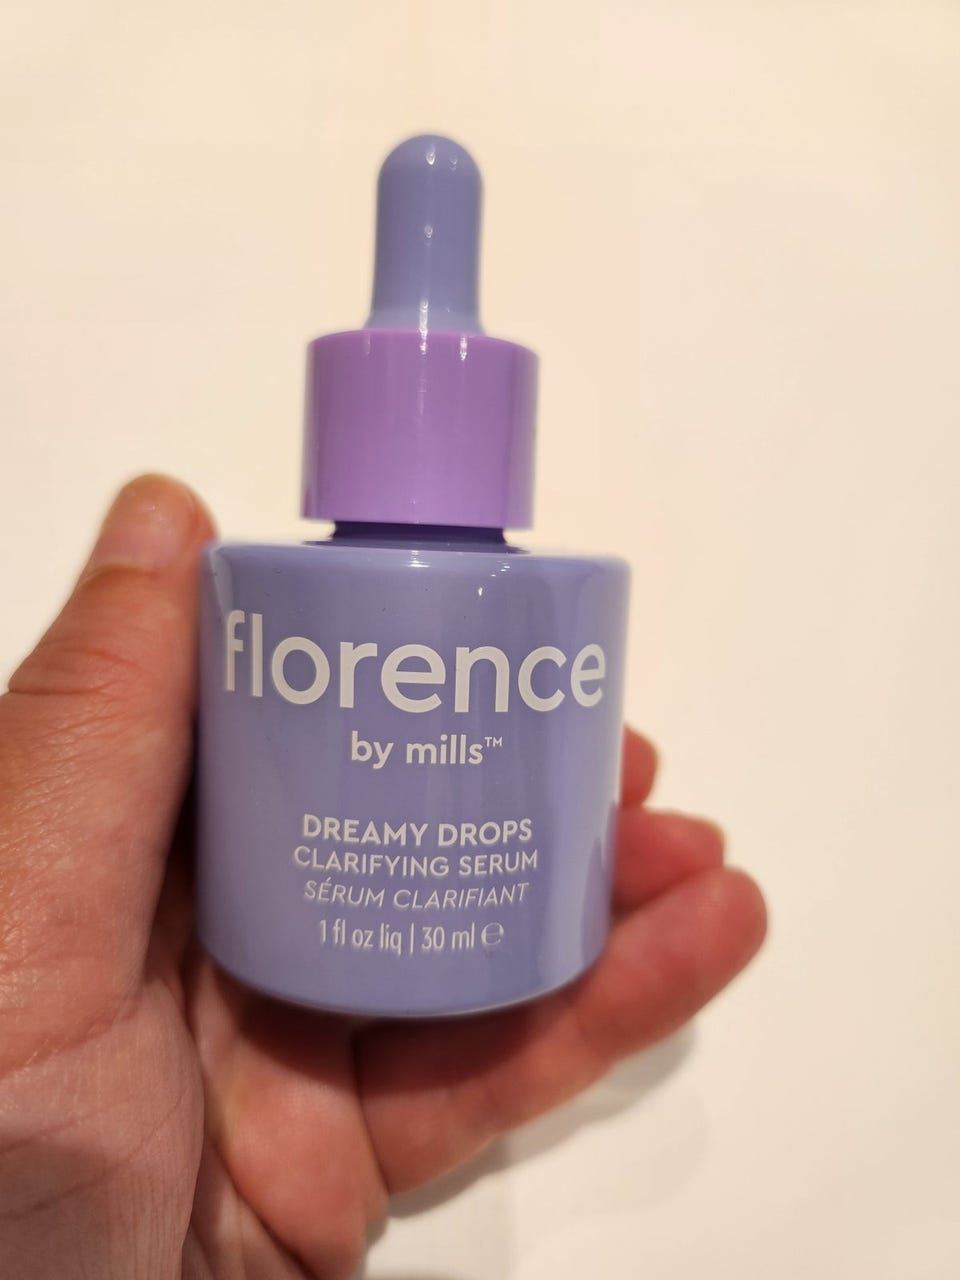 florence
by mills™
DREAMY DROPS
CLARIFYING SERUM
SÉRUM CLARIFIANT
1 fl oz liq | 30 ml ℮